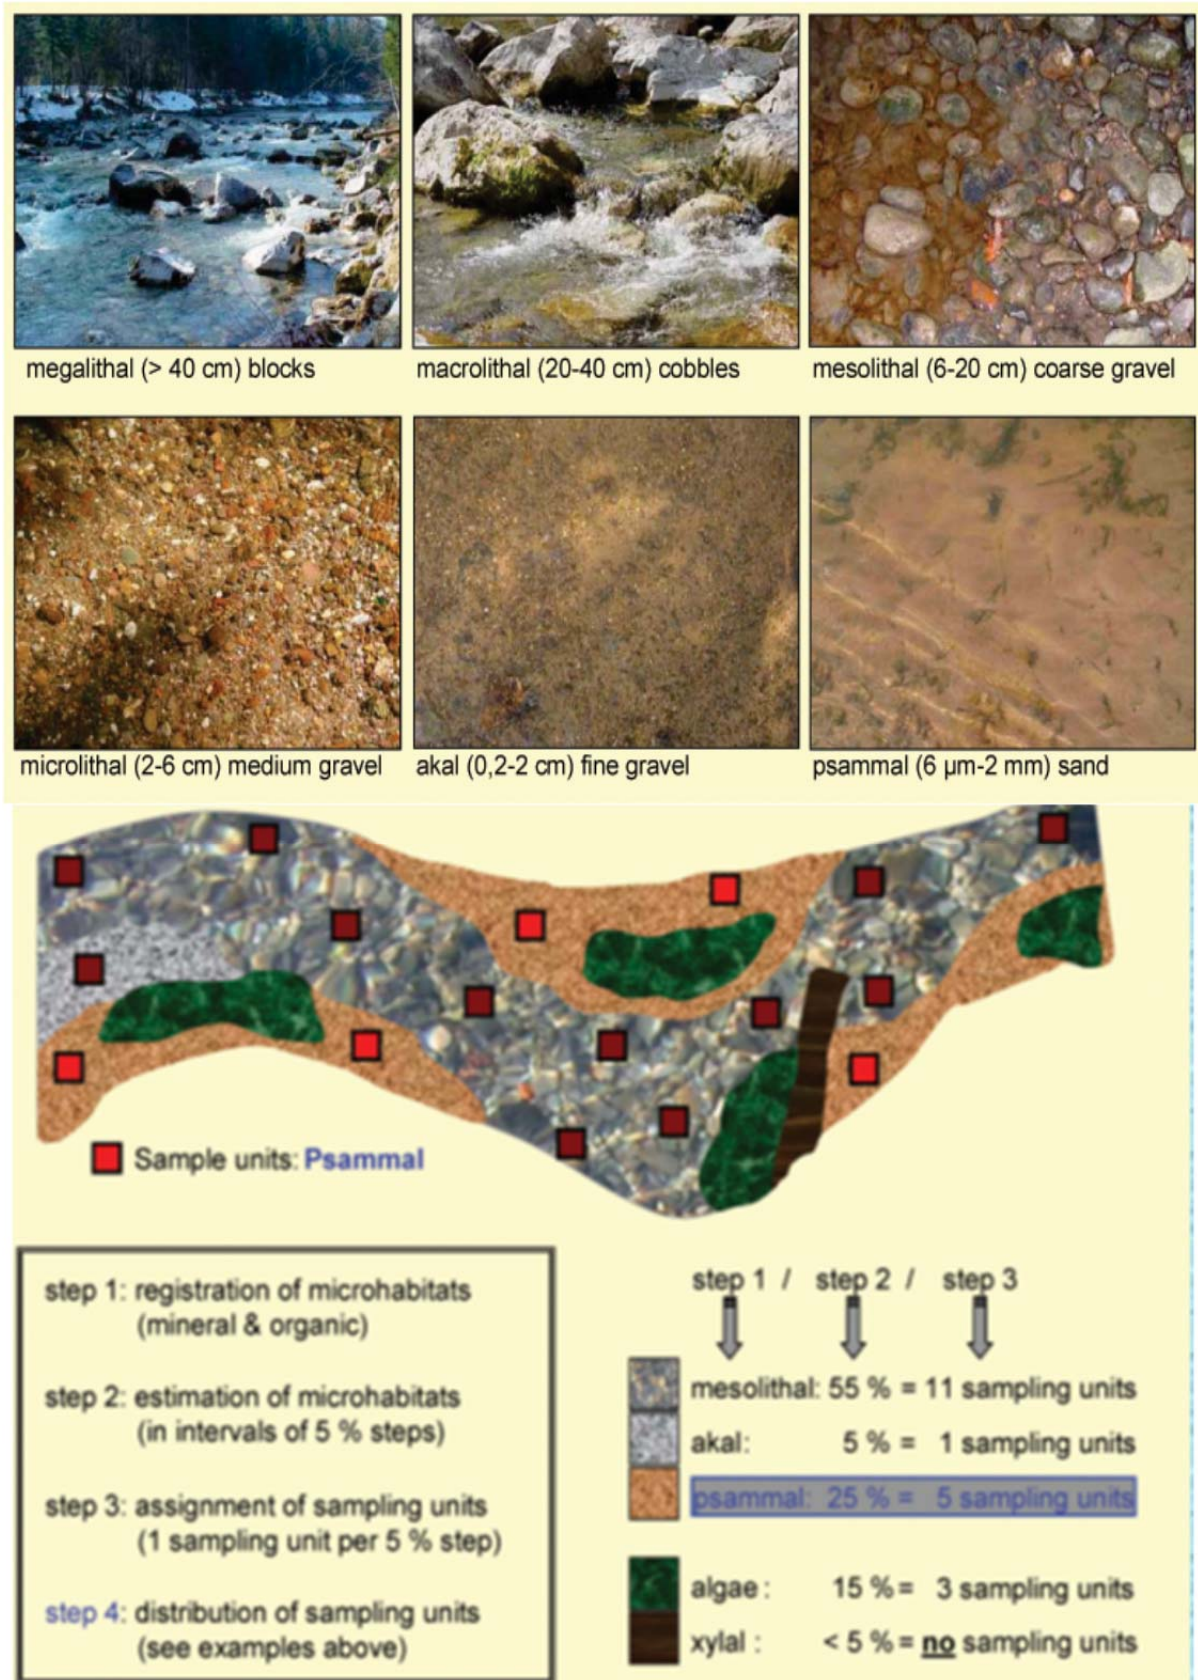 megalithal (> 40 cm) blocks
macrolithal (20-40 cm) cobbles
mesolithal (6-20 cm) coarse gravel
microlithal (2-6 cm) medium gravel
akal (0,2-2 cm) fine gravel
psammal (6 µm-2 mm) sand
Sample units: Psammal
step 1: registration of microhabitats
(mineral & organic)
step 2: estimation of microhabitats
(in intervals of 5 % steps)
step 3: assignment of sampling units
(1 sampling unit per 5 % step)
step 4: distribution of sampling units
(see examples above)
step 1 / step 2 / step 3
mesolithal: 55 % = 11 sampling units
akal: 5 % = 1 sampling units
psammal: 25 % = 5 sampling units
algae : 15 % = 3 sampling units
xylal : < 5 % = no sampling units